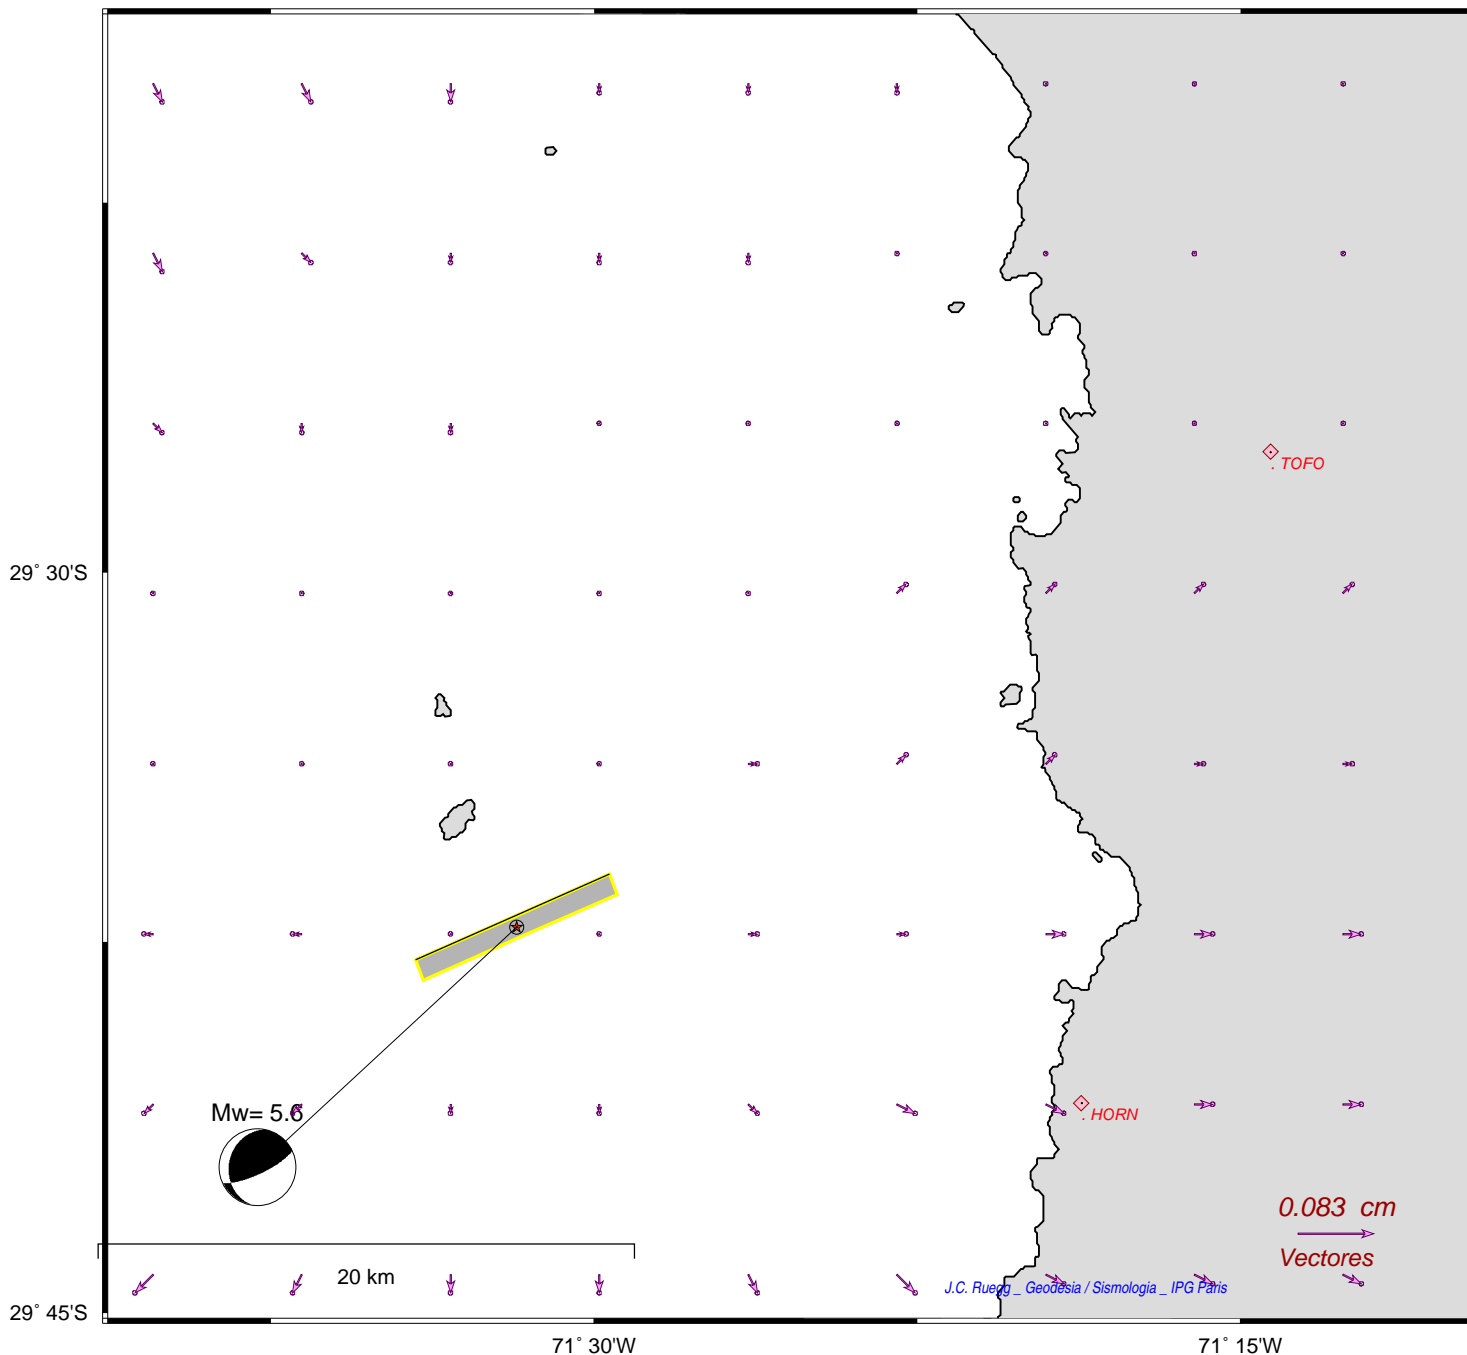 . TOFO
29° 30'S
Mw= 5.6
. HORN
0.083 cm
Vectores
20 km
J.C. Ruegg _ Geodesia / Sismologia _ IPG Paris
29° 45'S
71° 30'W
71° 15'W